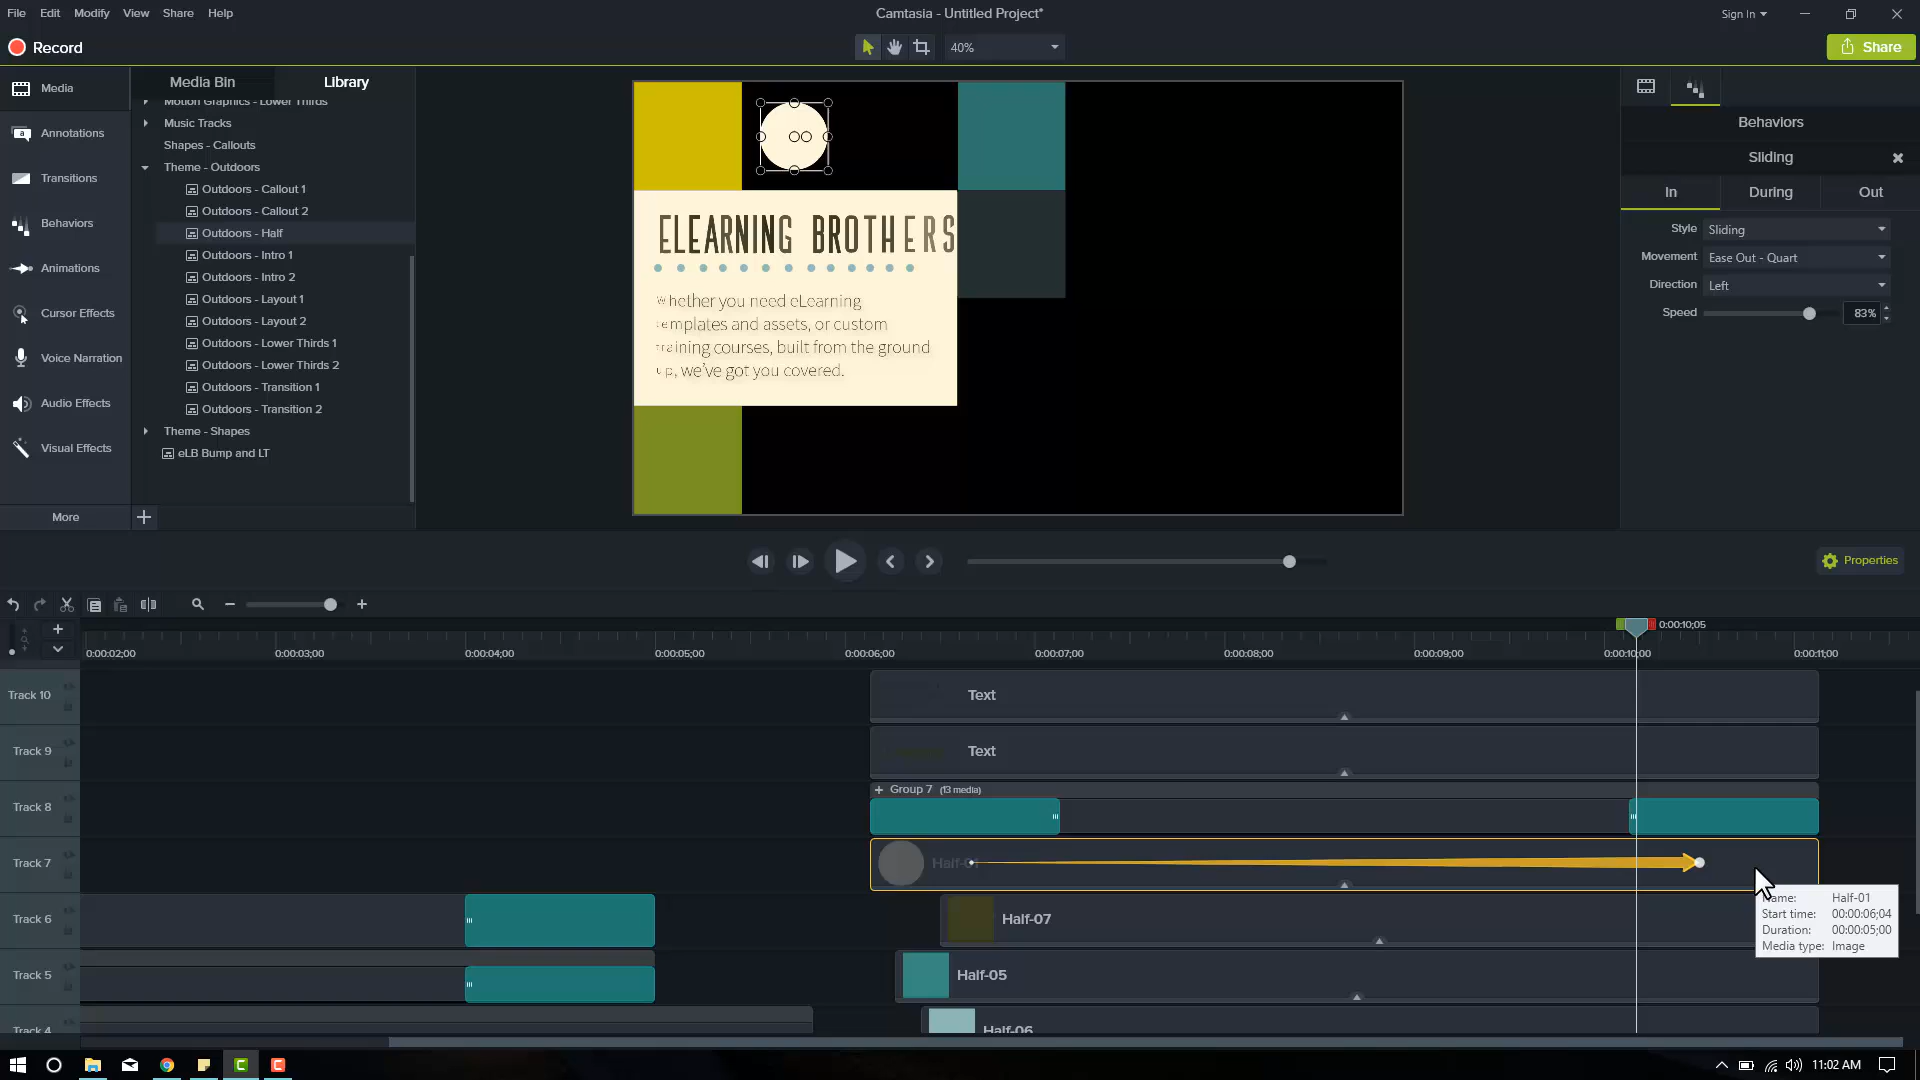 File Edit Modify View Share Help
Camtasia - Untitled Project*
Sign In
Record
40%
Share
Media
Annotations
Transitions
Behaviors
Animations
Cursor Effects
Voice Narration
Audio Effects
Visual Effects
More
Media Bin
Library
Motion Graphics - Lower Thirds
Music Tracks
Shapes - Callouts
Theme - Outdoors
Outdoors - Callout 1
Outdoors - Callout 2
Outdoors - Half
Outdoors - Intro 1
Outdoors - Intro 2
Outdoors - Layout 1
Outdoors - Layout 2
Outdoors - Lower Thirds 1
Outdoors - Lower Thirds 2
Outdoors - Transition 1
Outdoors - Transition 2
Theme - Shapes
eLB Bump and LT
ELEARNING BROTHERS
Whether you need eLearning
templates and assets, or custom
training courses, built from the ground
up, we've got you covered.
Behaviors
Sliding
In
During
Out
Style Sliding
Movement Ease Out - Quart
Direction Left
Speed 83%
Properties
0:00:10;05
0:00:02;00 0:00:03;00 0:00:04;00 0:00:05;00 0:00:06;00 0:00:07;00 0:00:08;00 0:00:09;00 0:00:10;00 0:00:11;00
Track 10 Text
Track 9 Text
Track 8 Group 7 (13 media)
Track 7 Half-01
Track 6 Half-07
Track 5 Half-05
Track 4 Half-06
Name: Half-01
Start time: 00:00:06;04
Duration: 00:00:05;00
Media type: Image
11:02 AM